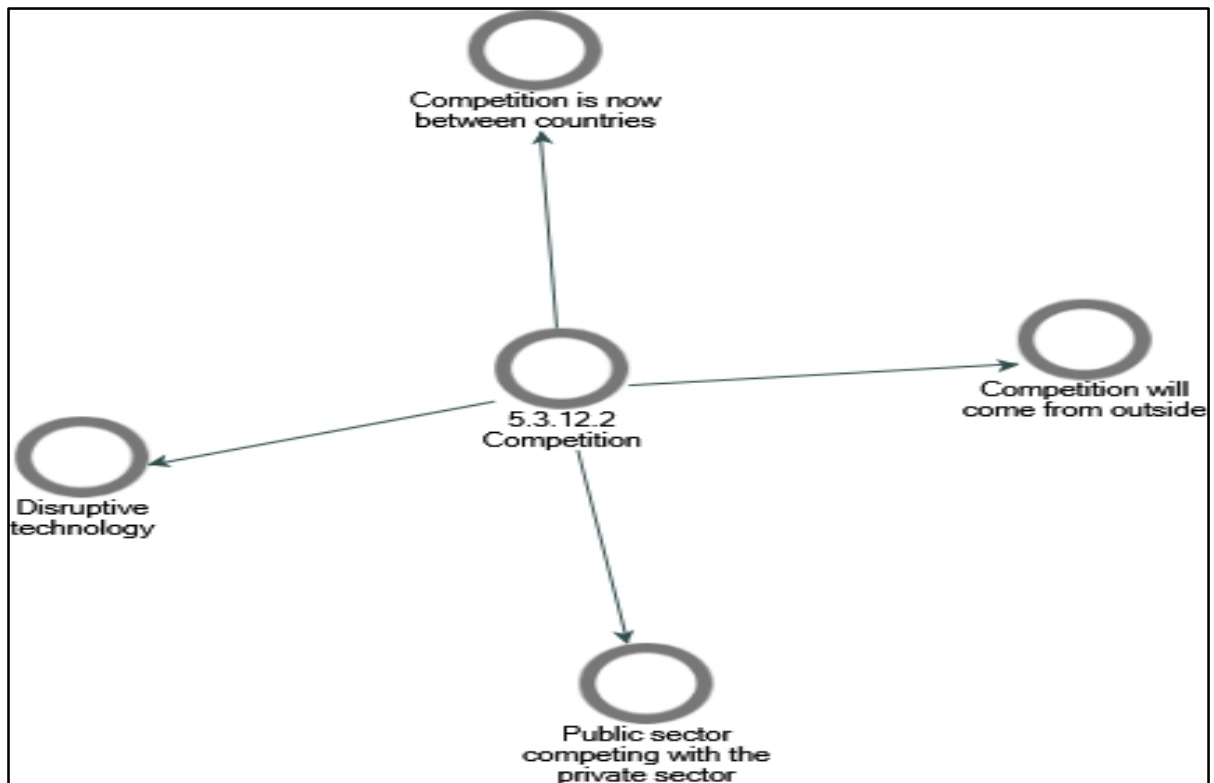 Competition is now
between countries
Competition will
come from outside
5.3.12.2
Competition
Disruptive
technology
Public sector
competing with the
private sector